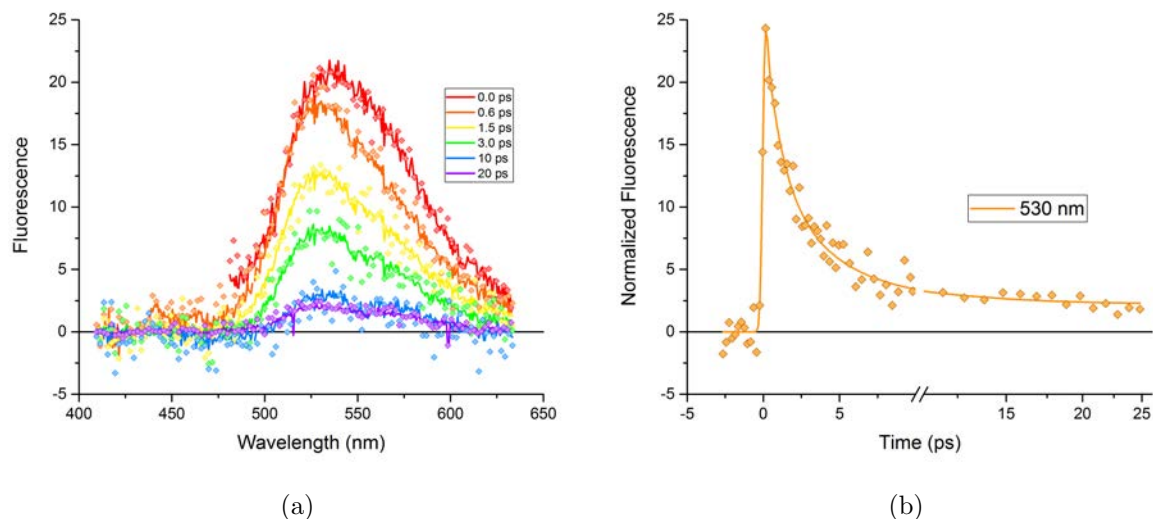 Fluorescence
25
20
15
10
5
0
-5
400 450 500 550 600 650
Wavelength (nm)
0.0 ps
0.6 ps
1.5 ps
3.0 ps
10 ps
20 ps
(a)
Normalized Fluorescence
25
20
15
10
5
0
-5
-5 0 5 15 20 25
Time (ps)
530 nm
(b)